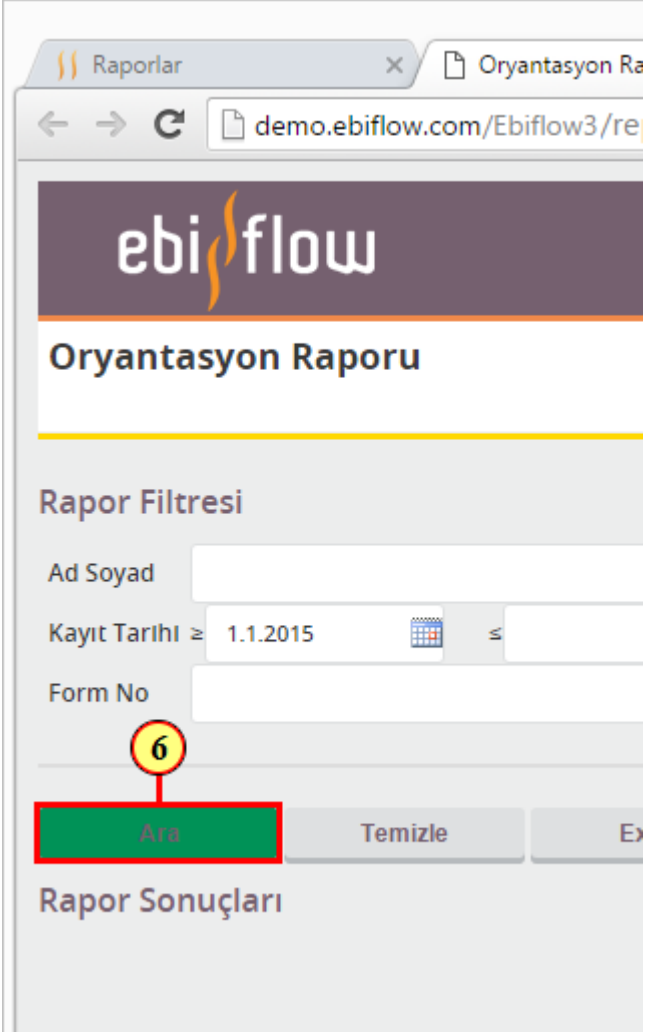 Raporlar
Oryantasyon Ra
demo.ebiflow.com/Ebiflow3/re
ebiflow
Oryantasyon Raporu
Rapor Filtresi
Ad Soyad
Kayıt Tarihi ≥ 1.1.2015 ≤
Form No
6
Ara Temizle Ex
Rapor Sonuçları